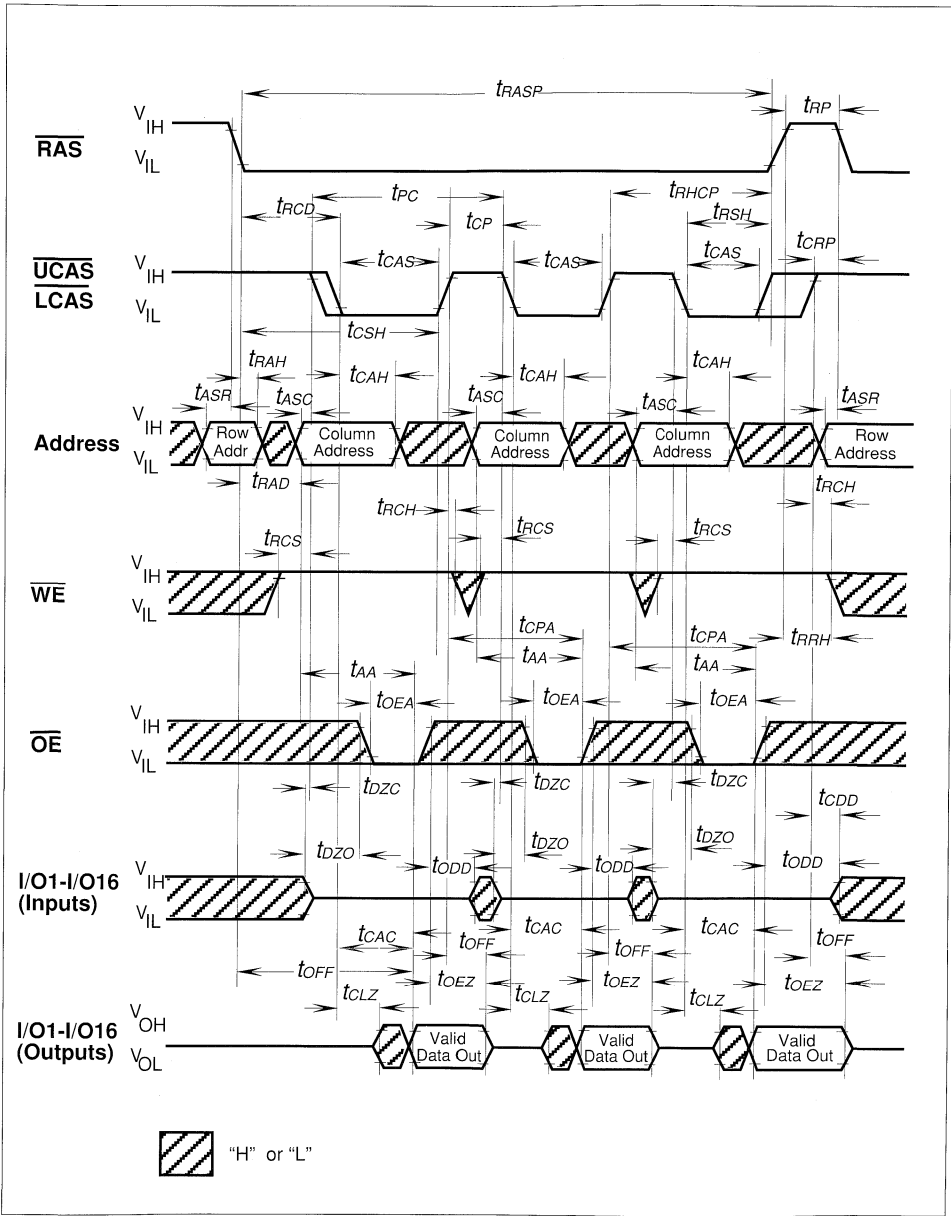 tRASP
tRP
VIH
RAS
VIL
tPC
tRHCP
tRCD
tCP
tRSH
tCRP
UCAS
LCAS
VIH
tCAS
tCAS
tCAS
VIL
tCSH
tRAH
tCAH
tCAH
tCAH
tASR
tASC
tASC
tASC
tASR
Address
VIH
Row Addr
Column Address
Column Address
Column Address
Row Address
VIL
tRAD
tRCH
tRCH
tRCS
tRCS
tRCS
WE
VIH
VIL
tCPA
tCPA
tRRH
tAA
tAA
tAA
tOEA
tOEA
tOEA
OE
VIH
VIL
tDZC
tDZC
tDZC
tCDD
tDZO
tDZO
tDZO
tODD
tODD
tODD
I/O1-I/O16
(Inputs)
VIH
VIL
tCAC
tOFF
tCAC
tOFF
tCAC
tOFF
tOFF
tOEZ
tOEZ
tOEZ
tCLZ
tCLZ
tCLZ
I/O1-I/O16
(Outputs)
VOH
VOL
Valid Data Out
Valid Data Out
Valid Data Out
"H" or "L"